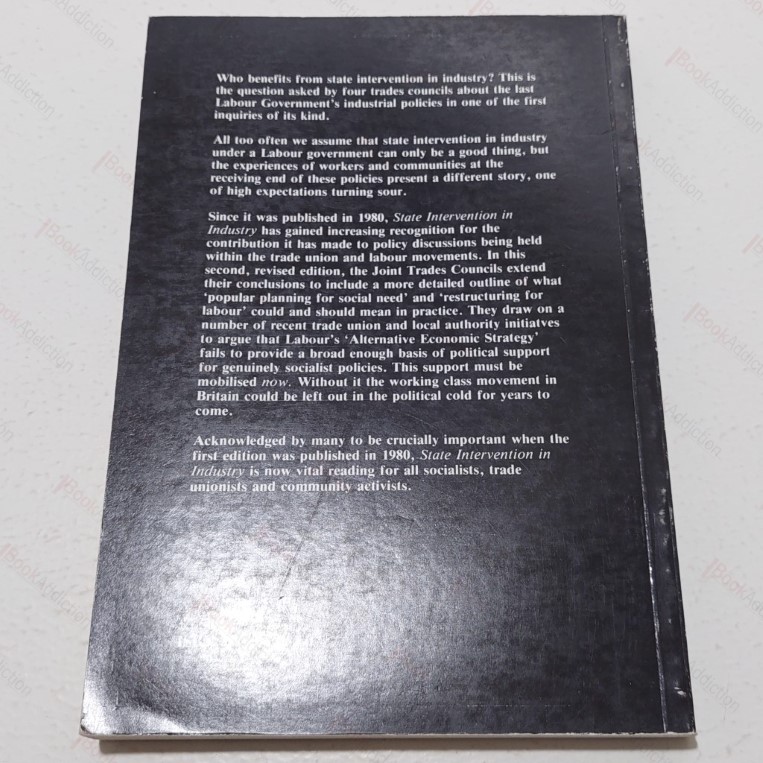 Who benefits from state intervention in industry? This is
the question asked by four trades councils about the last
Labour Government's industrial policies in one of the first
inquiries of its kind.
All too often we assume that state intervention in industry
under a Labour government can only be a good thing, but
the experiences of workers and communities at the
receiving end of these policies present a different story, one
of high expectations turning sour.
Since it was published in 1980, State Intervention in
Industry has gained increasing recognition for the
contribution it has made to policy discussions being held
within the trade union and labour movements. In this
second, revised edition, the Joint Trades Councils extend
their conclusions to include a more detailed outline of what
'popular planning for social need' and 'restructuring for
labour' could and should mean in practice. They draw on a
number of recent trade union and local authority initiatves
to argue that Labour's 'Alternative Economic Strategy'
fails to provide a broad enough basis of political support
for genuinely socialist policies. This support must be
mobilised now. Without it the working class movement in
Britain could be left out in the political cold for years to
come.
Acknowledged by many to be crucially important when the
first edition was published in 1980, State Intervention in
Industry is now vital reading for all socialists, trade
unionists and community activists.